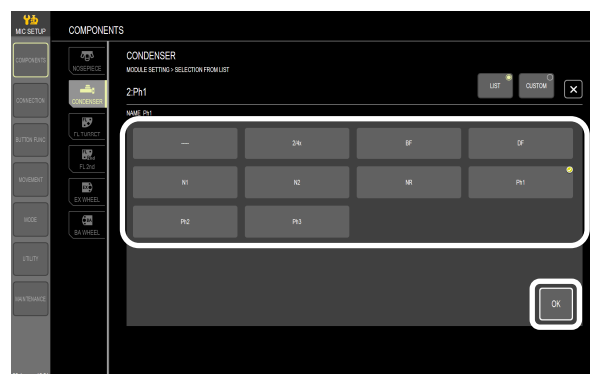 MIC SETUP
COMPONENTS
COMPONENTS
CONNECTION
BUTTON FUNC.
MOVEMENT
MODE
UTILITY
MAINTENANCE
NOSEPIECE
CONDENSER
FL TURRET
FL 2nd
EX WHEEL
BA WHEEL
CONDENSER
MODULE SETTING > SELECTION FROM LIST
2:Ph1
LIST
CUSTOM
NAME Ph1
---
2/4x
BF
DF
N1
N2
NR
Ph1
Ph2
Ph3
OK